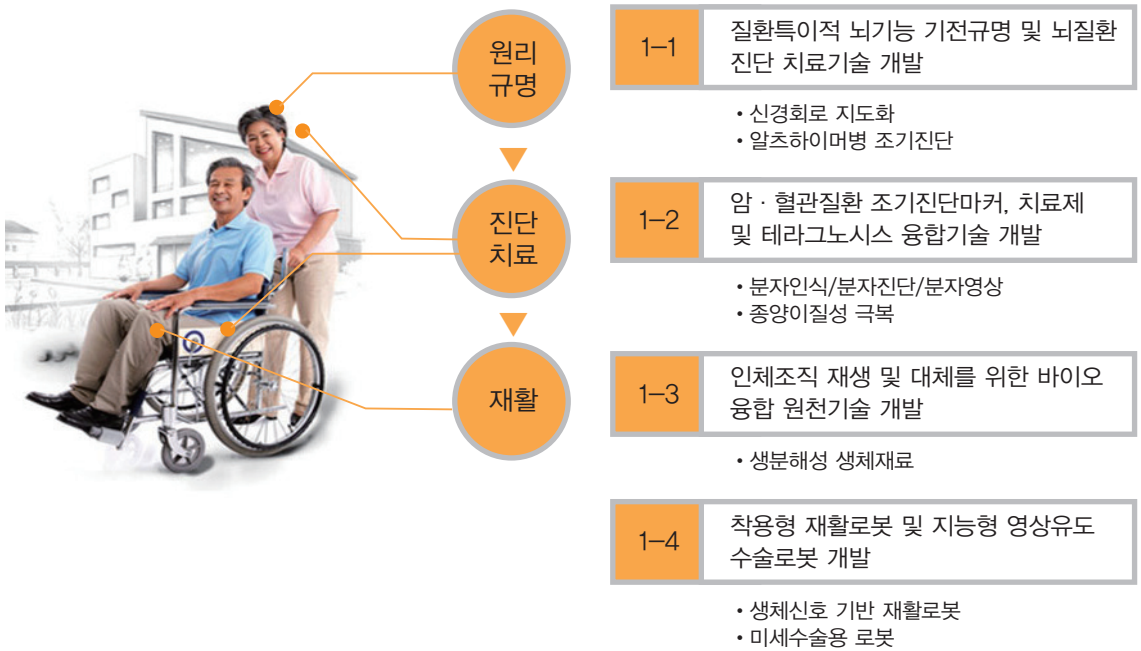 원리
규명
진단
치료
재활
1-1
질환특이적 뇌기능 기전규명 및 뇌질환
진단 치료기술 개발
• 신경회로 지도화
• 알츠하이머병 조기진단
1-2
암 · 혈관질환 조기진단마커, 치료제
및 테라그노시스 융합기술 개발
• 분자인식/분자진단/분자영상
• 종양이질성 극복
1-3
인체조직 재생 및 대체를 위한 바이오
융합 원천기술 개발
• 생분해성 생체재료
1-4
착용형 재활로봇 및 지능형 영상유도
수술로봇 개발
• 생체신호 기반 재활로봇
• 미세수술용 로봇